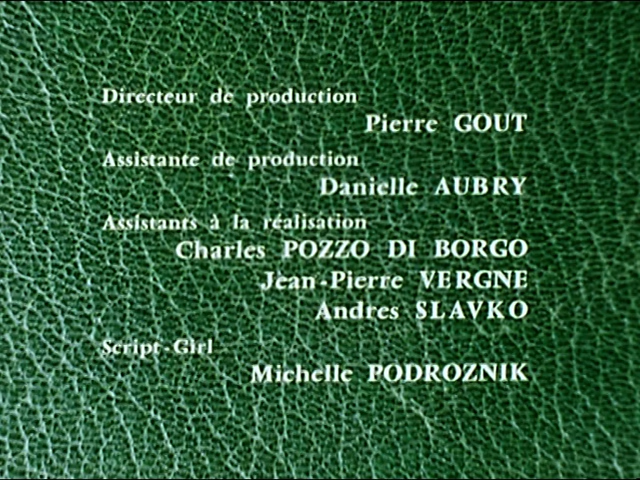 Directeur de production
Pierre GOUT
Assistante de production
Danielle AUBRY
Assistants à la réalisation
Charles POZZO DI BORGO
Jean-Pierre VERGNE
Andres SLAVKO
Script-Girl
Michelle PODROZNIK